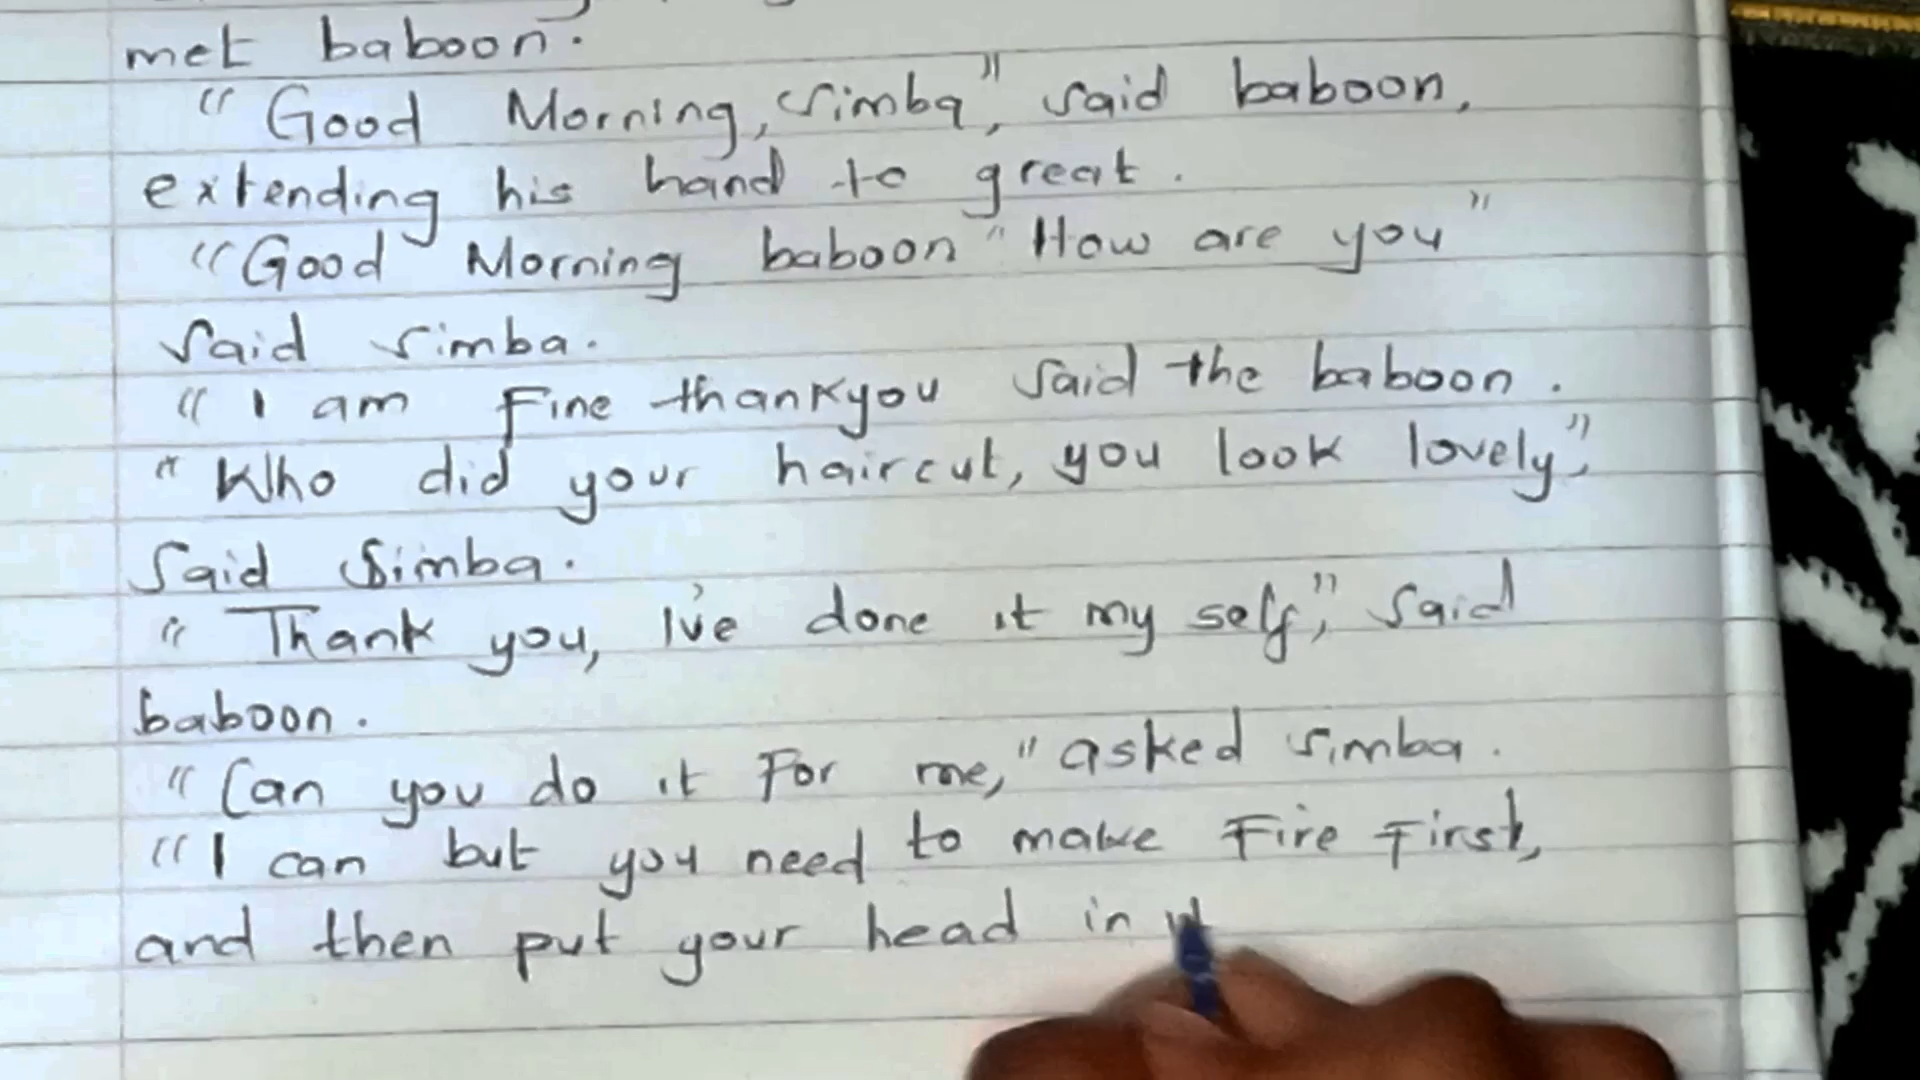 met baboon.
"Good Morning, Simba", said baboon,
extending his hand to great.
"Good Morning baboon" How are you"
Said Simba.
"I am Fine thankyou said the baboon.
"Who did your haircut, you look lovely",
Said Simba.
"Thank you, I've done it my self", Said
baboon.
"Can you do it For me," asked simba.
"I can but you need to make Fire First,
and then put your head in